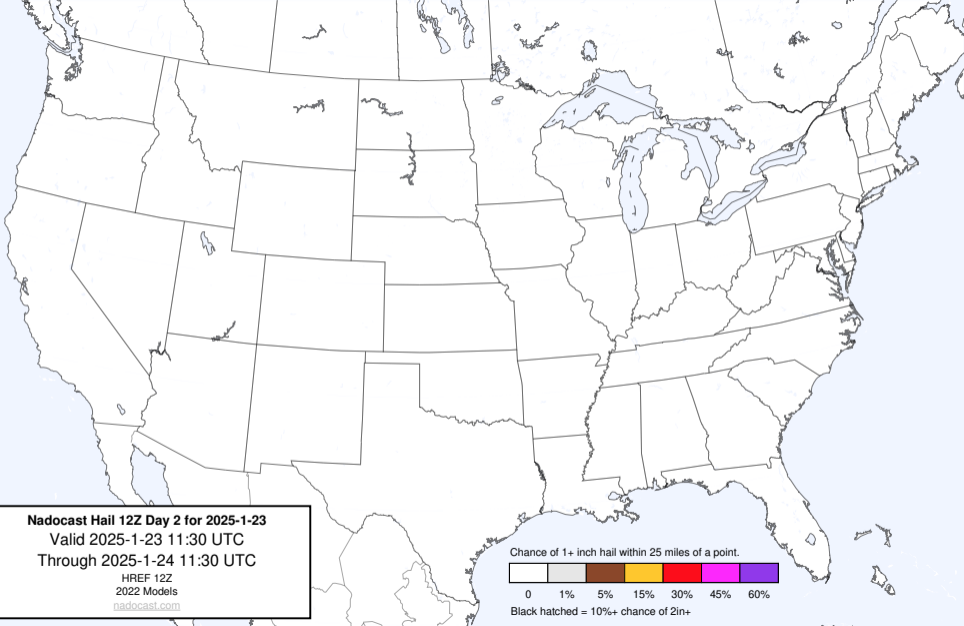 Nadocast Hail 12Z Day 2 for 2025-1-23
Valid 2025-1-23 11:30 UTC
Through 2025-1-24 11:30 UTC
HREF 12Z
2022 Models
nadocast.com
Chance of 1+ inch hail within 25 miles of a point.
0 1% 5% 15% 30% 45% 60%
Black hatched = 10%+ chance of 2in+